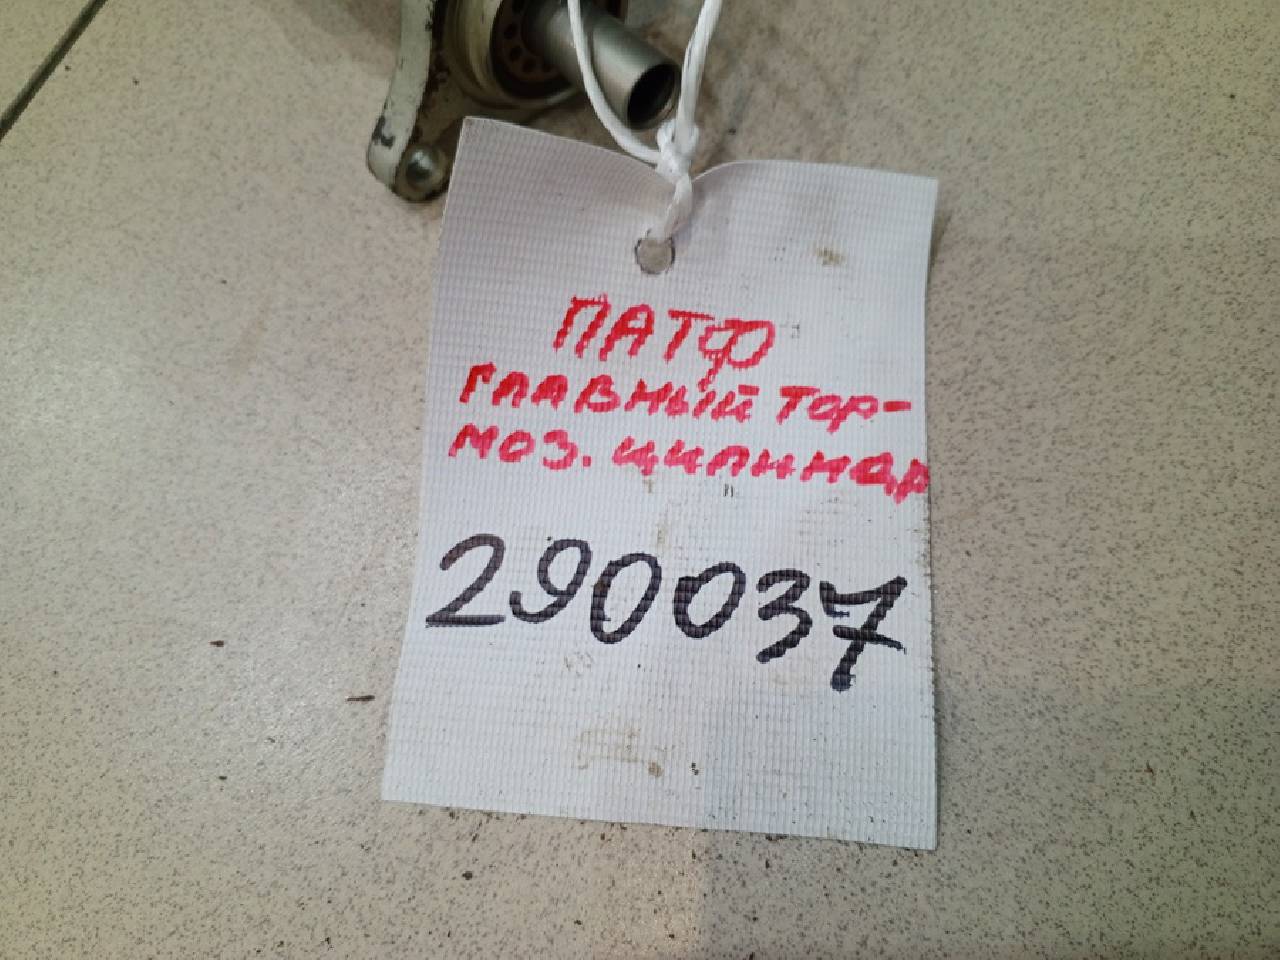 ПАТФ
ГЛАВНЫЙ ТОР-
МОЗ. ЦИЛИНДР
290037